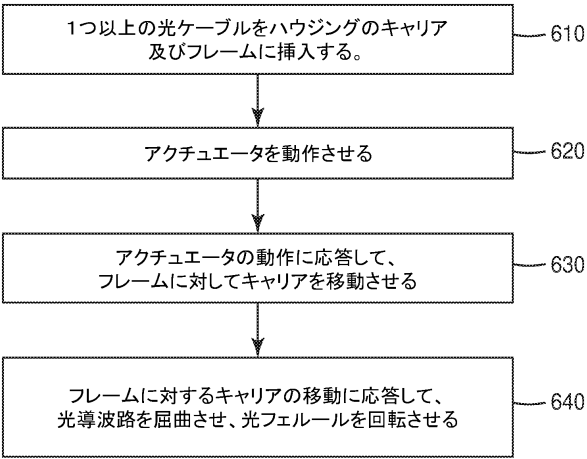 1つ以上の光ケーブルをハウジングのキャリア
及びフレームに挿入する。
610
アクチュエータを動作させる
620
アクチュエータの動作に応答して、
フレームに対してキャリアを移動させる
630
フレームに対するキャリアの移動に応答して、
光導波路を屈曲させ、光フェルールを回転させる
640